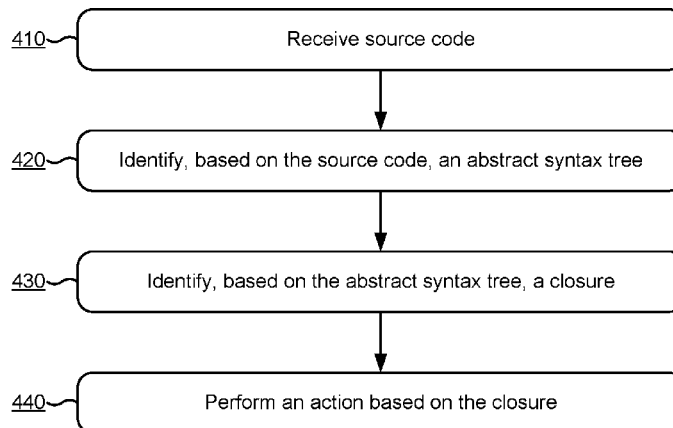 410 Receive source code
420 Identify, based on the source code, an abstract syntax tree
430 Identify, based on the abstract syntax tree, a closure
440 Perform an action based on the closure